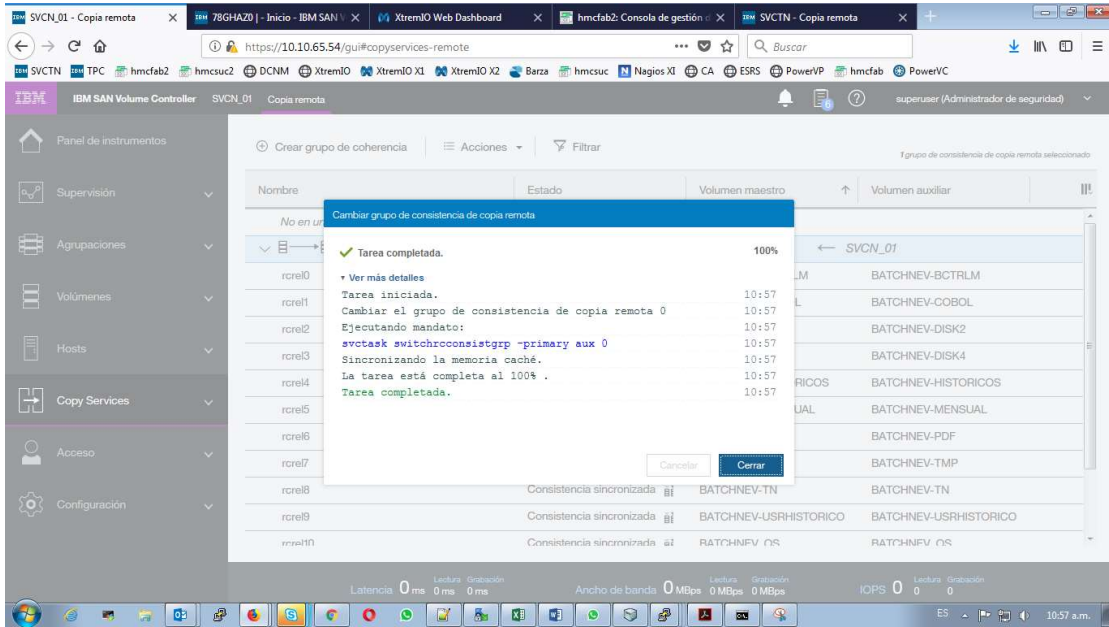 SVCN_01 - Copia remota
78GHAZ0 | - Inicio - IBM SAN V
XtremIO Web Dashboard
hmcfab2: Consola de gestión d
SVCTN - Copia remota
https://10.10.65.54/gui#copyservices-remote
Buscar
SVCTN TPC hmcfab2 hmcsuc2 DCNM XtremIO XtremIO X1 XtremIO X2 Barza hmcsuc Nagios XI CA ESRS PowerVP hmcfab PowerVC
IBM IBM SAN Volume Controller SVCN_01 Copia remota
6
superuser (Administrador de seguridad)
Panel de instrumentos
Supervisión
Agrupaciones
Volúmenes
Hosts
Copy Services
Acceso
Configuración
Crear grupo de coherencia Acciones Filtrar
1 grupo de consistencia de copia remota seleccionado
Nombre Estado Volumen maestro Volumen auxiliar
No en un
← SVCN_01
rcrel0 LM BATCHNEV-BCTRLM
rcrel1 L BATCHNEV-COBOL
rcrel2 BATCHNEV-DISK2
rcrel3 BATCHNEV-DISK4
rcrel4 RICOS BATCHNEV-HISTORICOS
rcrel5 UAL BATCHNEV-MENSUAL
rcrel6 BATCHNEV-PDF
rcrel7 BATCHNEV-TMP
rcrel8 Consistencia sincronizada BATCHNEV-TN BATCHNEV-TN
rcrel9 Consistencia sincronizada BATCHNEV-USRHISTORICO BATCHNEV-USRHISTORICO
rcrel10 Consistencia sincronizada BATCHNEV_OS BATCHNEV_OS
Cambiar grupo de consistencia de copia remota
Tarea completada. 100%
Ver más detalles
Tarea iniciada. 10:57
Cambiar el grupo de consistencia de copia remota 0 10:57
Ejecutando mandato: 10:57
svctask switchrcconsistgrp -primary aux 0 10:57
Sincronizando la memoria caché. 10:57
La tarea está completa al 100% . 10:57
Tarea completada. 10:57
Cancelar Cerrar
Latencia 0 ms Lectura 0 ms Grabación 0 ms
Ancho de banda 0 MBps Lectura 0 MBps Grabación 0 MBps
IOPS 0 Lectura 0 Grabación 0
ES 10:57 a.m.